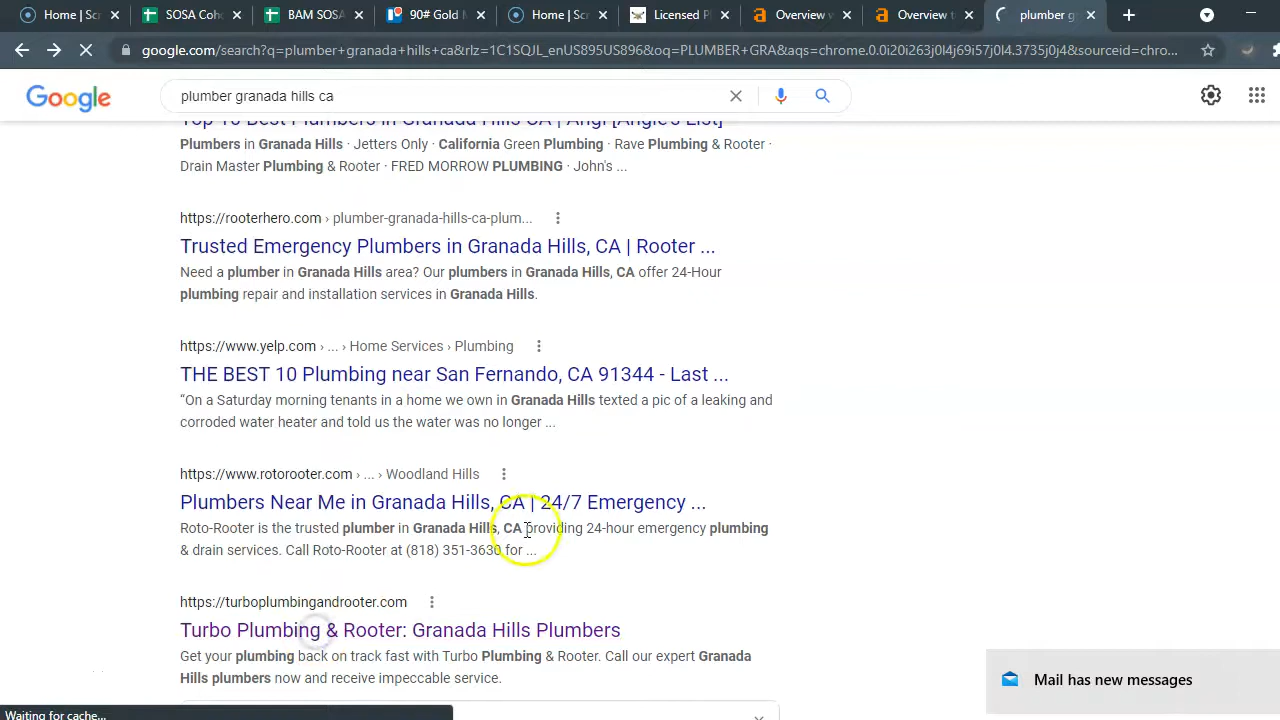 Home | Scr
SOSA Coho
BAM SOSA
90# Gold M
Home | Scr
Licensed Pl
Overview v
Overview t
plumber g
google.com/search?q=plumber+granada+hills+ca&rlz=1C1SQJL_enUS895US896&oq=PLUMBER+GRA&aqs=chrome.0.0i20i263j0l4j69i57j0l4.3735j0j4&sourceid=chro...
Google
plumber granada hills ca
Top 10 Best Plumbers in Granada Hills CA | Angi [Angie's List]
Plumbers in Granada Hills · Jetters Only · California Green Plumbing · Rave Plumbing & Rooter ·
Drain Master Plumbing & Rooter · FRED MORROW PLUMBING · John's ...
https://rooterhero.com › plumber-granada-hills-ca-plum...
Trusted Emergency Plumbers in Granada Hills, CA | Rooter ...
Need a plumber in Granada Hills area? Our plumbers in Granada Hills, CA offer 24-Hour
plumbing repair and installation services in Granada Hills.
https://www.yelp.com › ... › Home Services › Plumbing
THE BEST 10 Plumbing near San Fernando, CA 91344 - Last ...
“On a Saturday morning tenants in a home we own in Granada Hills texted a pic of a leaking and
corroded water heater and told us the water was no longer ...
https://www.rotorooter.com › ... › Woodland Hills
Plumbers Near Me in Granada Hills, CA | 24/7 Emergency ...
Roto-Rooter is the trusted plumber in Granada Hills, CA providing 24-hour emergency plumbing
& drain services. Call Roto-Rooter at (818) 351-3630 for ...
https://turboplumbingandrooter.com
Turbo Plumbing & Rooter: Granada Hills Plumbers
Get your plumbing back on track fast with Turbo Plumbing & Rooter. Call our expert Granada
Hills plumbers now and receive impeccable service.
Mail has new messages
Waiting for cache...